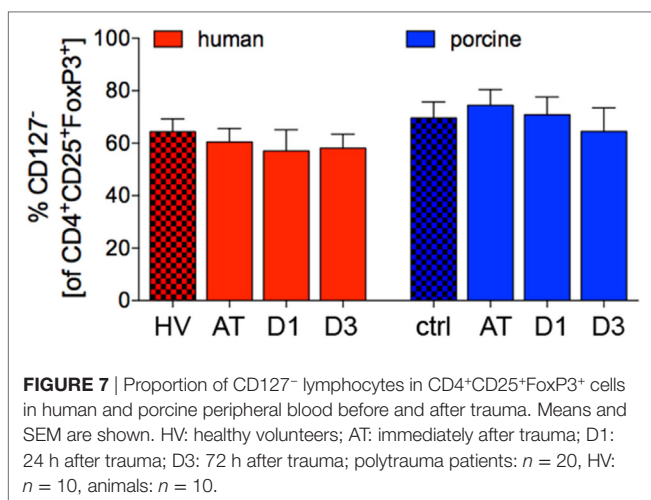 100
80
60
40
20
0
% CD127⁻
[of CD4⁺CD25⁺FoxP3⁺]
human
porcine
HV AT D1 D3 ctrl AT D1 D3
FIGURE 7 | Proportion of CD127⁻ lymphocytes in CD4⁺CD25⁺FoxP3⁺ cells
in human and porcine peripheral blood before and after trauma. Means and
SEM are shown. HV: healthy volunteers; AT: immediately after trauma; D1:
24 h after trauma; D3: 72 h after trauma; polytrauma patients: n = 20, HV:
n = 10, animals: n = 10.